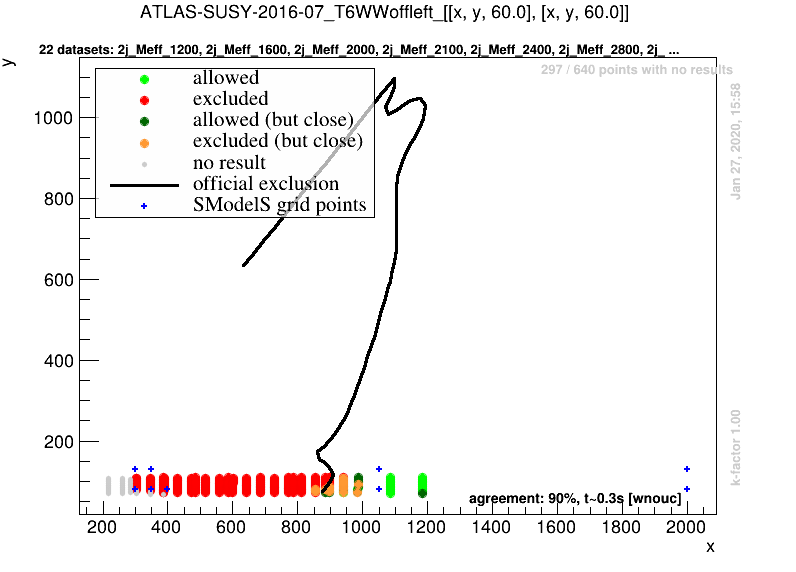 ATLAS-SUSY-2016-07_T6WWoffleft_[[x, y, 60.0], [x, y, 60.0]]
22 datasets: 2j_Meff_1200, 2j_Meff_1600, 2j_Meff_2000, 2j_Meff_2100, 2j_Meff_2400, 2j_Meff_2800, 2j_ ...
y
297 / 640 points with no results
allowed
excluded
allowed (but close)
excluded (but close)
no result
official exclusion
SModelS grid points
Jan 27, 2020, 15:58
k-factor 1.00
1000
800
600
400
200
agreement: 90%, t~0.3s [wnouc]
200 400 600 800 1000 1200 1400 1600 1800 2000
x